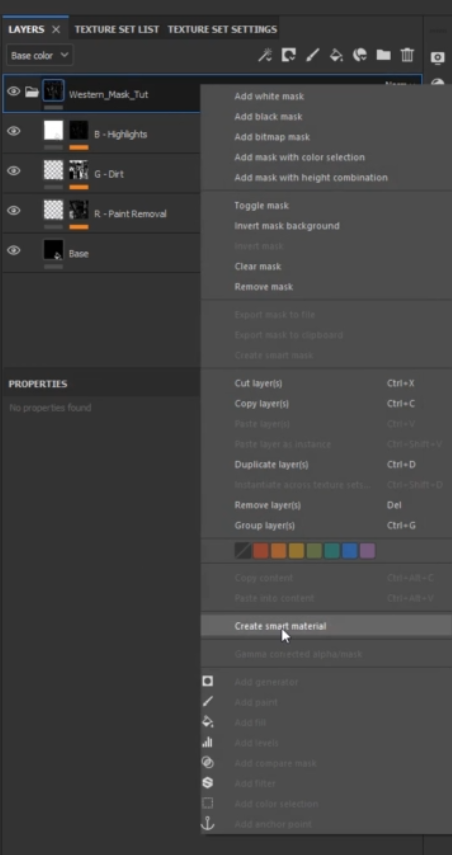 LAYERS × TEXTURE SET LIST TEXTURE SET SETTINGS
Base color
Western_Mask_Tut
B - Highlights
G - Dirt
R - Paint Removal
Base
PROPERTIES
No properties found
Add white mask
Add black mask
Add bitmap mask
Add mask with color selection
Add mask with height combination
Toggle mask
Invert mask background
Invert mask
Clear mask
Remove mask
Export mask to file
Export mask to clipboard
Create smart mask
Cut layer(s) Ctrl+X
Copy layer(s) Ctrl+C
Paste layer(s) Ctrl+V
Paste layer as instance Ctrl+Shift+V
Duplicate layer(s) Ctrl+D
Instantiate across texture sets... Ctrl+Shift+D
Remove layer(s) Del
Group layer(s) Ctrl+G
Copy content Ctrl+Alt+C
Paste into content Ctrl+Alt+V
Create smart material
Gamma corrected alpha/mask
Add generator
Add paint
Add fill
Add levels
Add compare mask
Add filter
Add color selection
Add anchor point